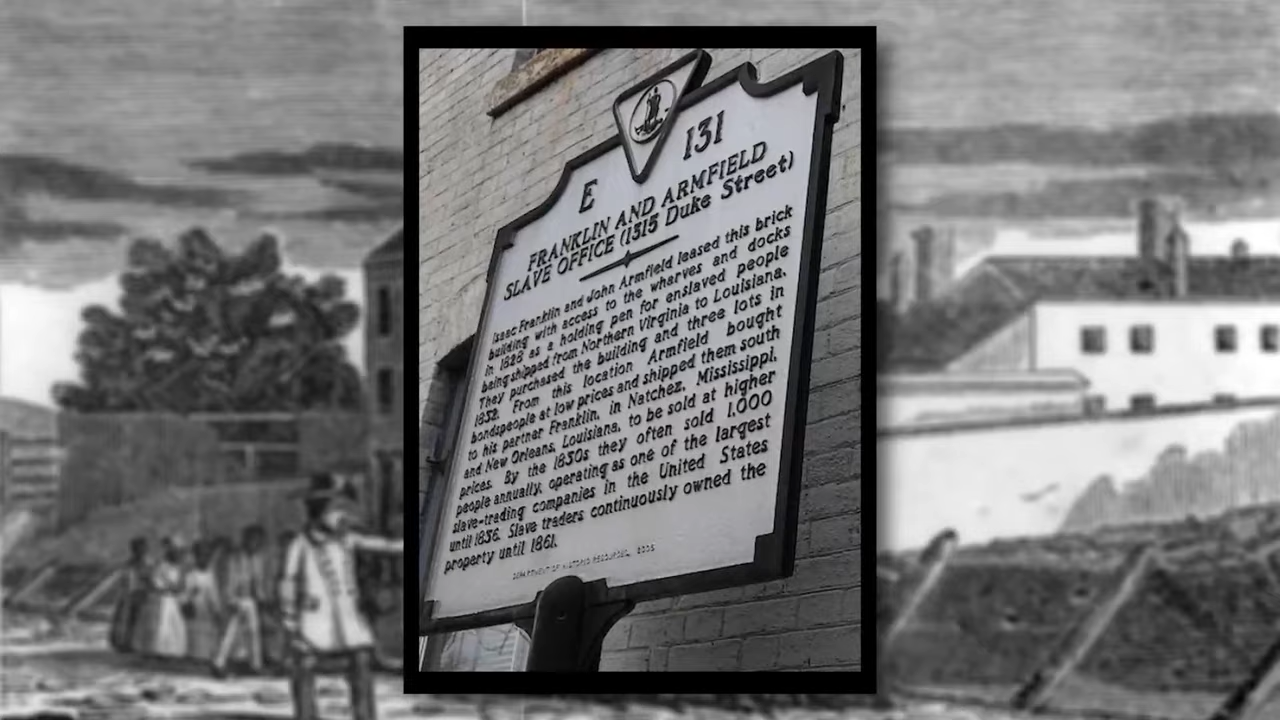 E 131
FRANKLIN AND ARMFIELD
SLAVE OFFICE (1315 Duke Street)
Isaac Franklin and John Armfield leased this brick
building with access to the wharves and docks
in 1828 as a holding pen for enslaved people
being shipped from Northern Virginia to Louisiana.
They purchased the building and three lots in
1832. From this location Armfield bought
bondspeople at low prices and shipped them south
to his partner Franklin, in Natchez, Mississippi,
and New Orleans, Louisiana, to be sold at higher
prices. By the 1830s they often sold 1,000
people annually, operating as one of the largest
slave-trading companies in the United States
until 1836. Slave traders continuously owned the
property until 1861.
DEPARTMENT OF HISTORIC RESOURCES, 2005